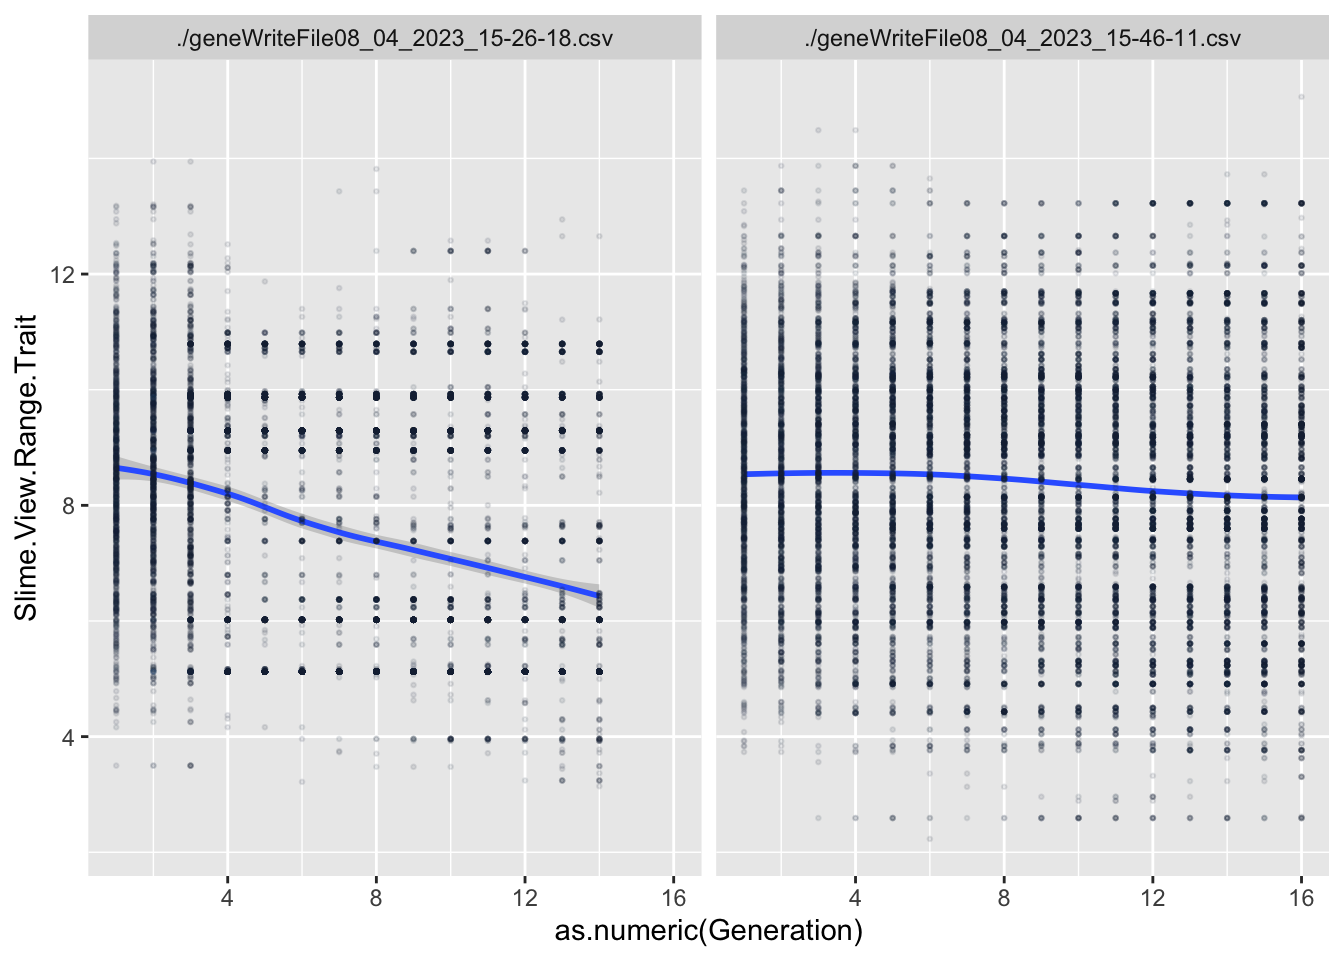 ./geneWriteFile08_04_2023_15-26-18.csv
./geneWriteFile08_04_2023_15-46-11.csv
Slime.View.Range.Trait
12
8
4
4 8 12 16
4 8 12 16
as.numeric(Generation)